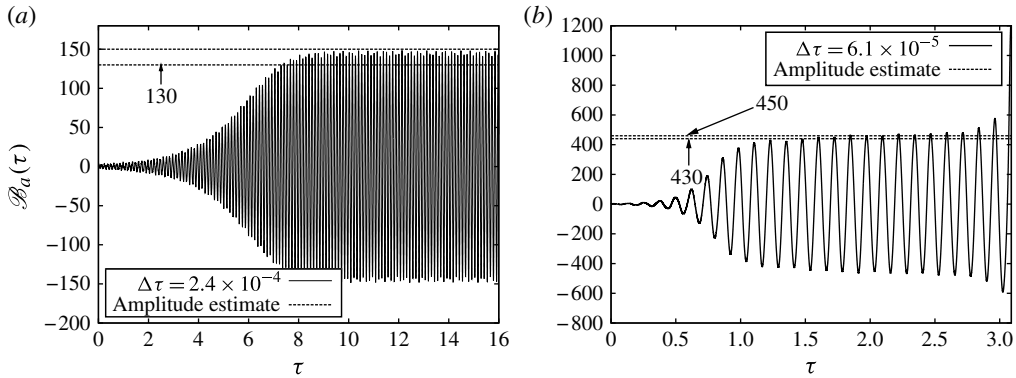 (a)
150
100
50
0
−50
−100
−150
−200
ℬa(τ)
130
Δτ = 2.4 × 10−4
Amplitude estimate
0 2 4 6 8 10 12 14 16
τ
(b)
1200
1000
800
600
400
200
0
−200
−400
−600
−800
Δτ = 6.1 × 10−5
Amplitude estimate
450
430
0 0.5 1.0 1.5 2.0 2.5 3.0
τ